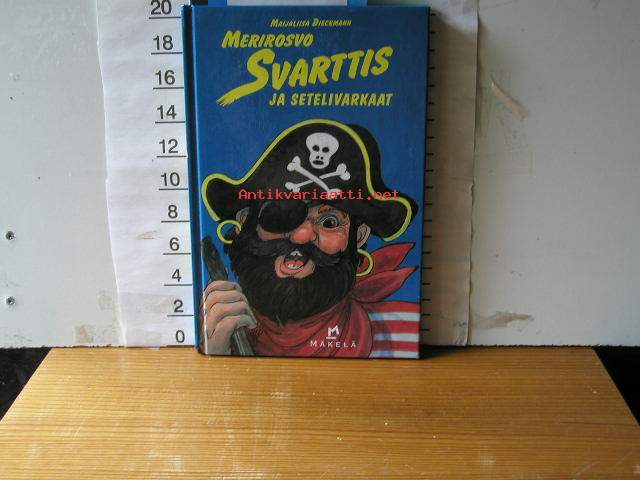 MAIJALIISA DIECKMANN
MERIROSVO
SVARTTIS
JA SETELIVARKAAT
Antikvariaatti.net
M
MÄKELÄ
20
18
16
14
12
10
8
6
4
2
0